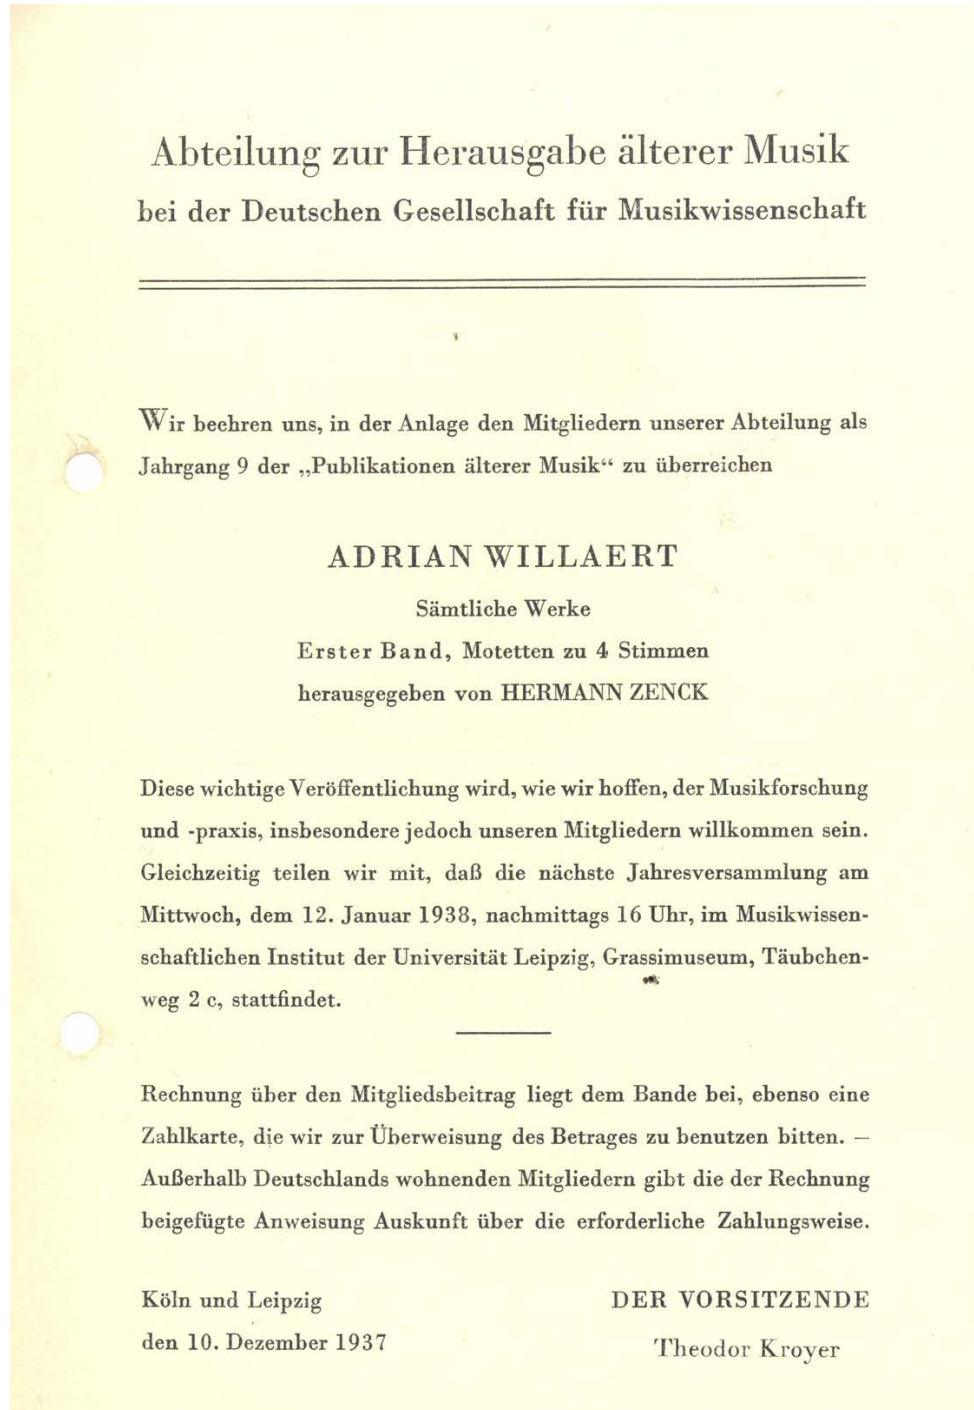 Abteilung zur Herausgabe älterer Musik
bei der Deutschen Gesellschaft für Musikwissenschaft
Wir beehren uns, in der Anlage den Mitgliedern unserer Abteilung als
Jahrgang 9 der „Publikationen älterer Musik“ zu überreichen
ADRIAN WILLAERT
Sämtliche Werke
Erster Band, Motetten zu 4 Stimmen
herausgegeben von HERMANN ZENCK
Diese wichtige Veröffentlichung wird, wie wir hoffen, der Musikforschung
und -praxis, insbesondere jedoch unseren Mitgliedern willkommen sein.
Gleichzeitig teilen wir mit, daß die nächste Jahresversammlung am
Mittwoch, dem 12. Januar 1938, nachmittags 16 Uhr, im Musikwissen-
schaftlichen Institut der Universität Leipzig, Grassimuseum, Täubchen-
weg 2 c, stattfindet.
Rechnung über den Mitgliedsbeitrag liegt dem Bande bei, ebenso eine
Zahlkarte, die wir zur Überweisung des Betrages zu benutzen bitten. —
Außerhalb Deutschlands wohnenden Mitgliedern gibt die der Rechnung
beigefügte Anweisung Auskunft über die erforderliche Zahlungsweise.
Köln und Leipzig
den 10. Dezember 1937
DER VORSITZENDE
Theodor Kroyer